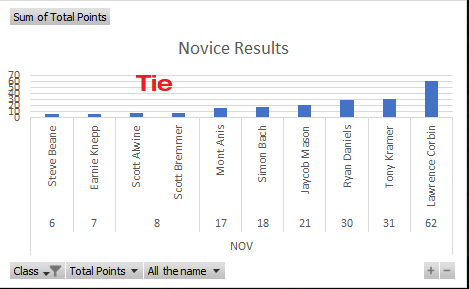 Sum of Total Points
Novice Results
Tie
70
60
50
40
30
20
10
0
Steve Beane
Earnie Knepp
Scott Alwine
Scott Bremmer
Mont Anis
Simon Bach
Jaycob Mason
Ryan Daniels
Tony Kramer
Lawrence Corbin
6 7 8 17 18 21 30 31 62
NOV
Class Total Points All the name + -